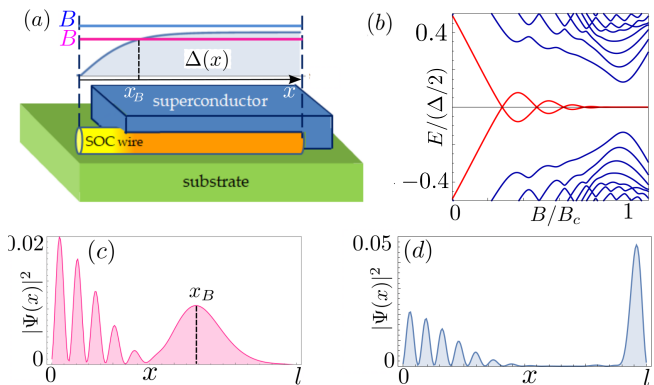 (a)
B
B
Δ(x)
x_B
x
superconductor
SOC wire
substrate
(b)
E/(Δ/2)
0.4
0
−0.4
0
B/B_c
1
(c)
|Ψ(x)|²
0.02
0
x_B
0
x
l
(d)
|Ψ(x)|²
0.05
0
0
x
l